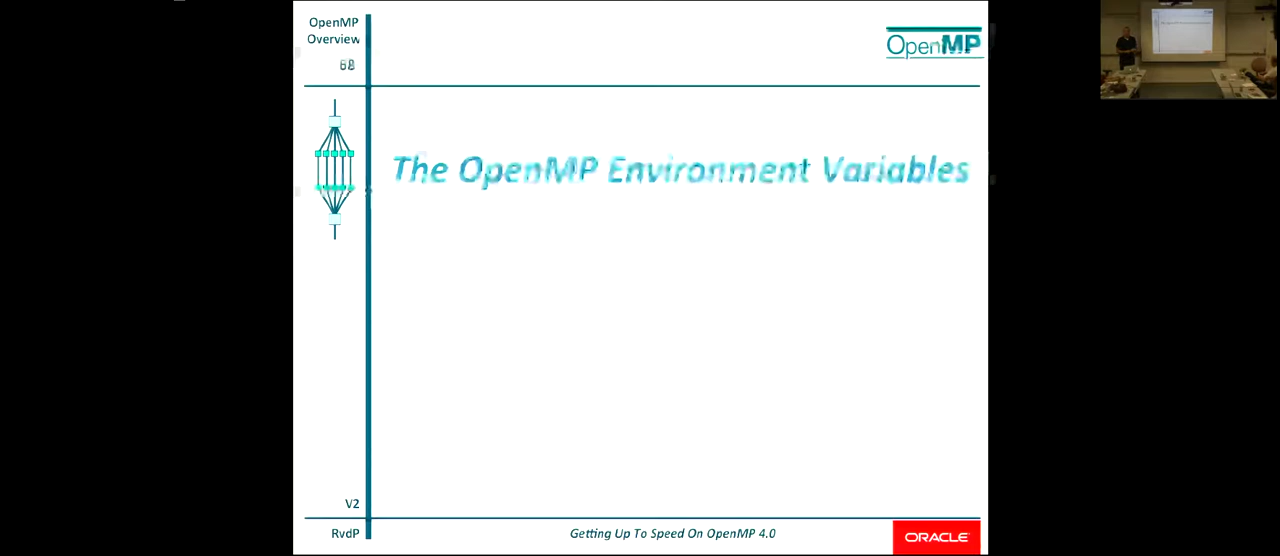 OpenMP
Overview
OpenMP
The OpenMP Environment Variables
V2
RvdP
Getting Up To Speed On OpenMP 4.0
ORACLE